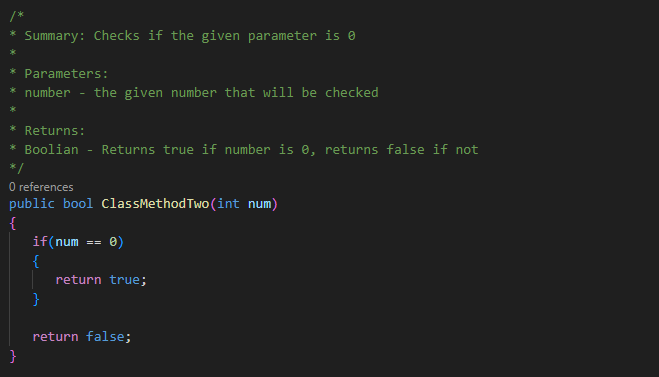 /*
* Summary: Checks if the given parameter is 0
*
* Parameters:
* number - the given number that will be checked
*
* Returns:
* Boolian - Returns true if number is 0, returns false if not
*/
0 references
public bool ClassMethodTwo(int num)
{
if(num == 0)
{
return true;
}
return false;
}